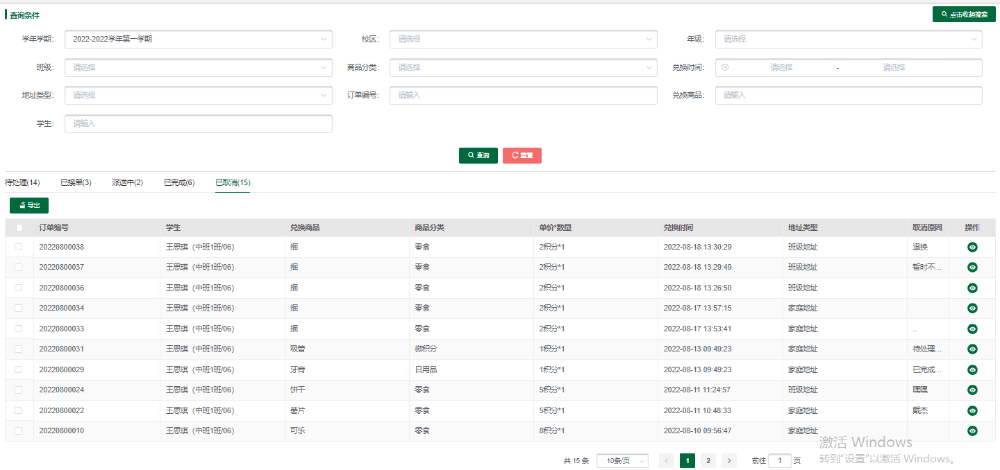 查询条件 点击收起搜索
学年学期: 2022-2022学年第一学期 校区: 请选择 年级: 请选择
班级: 请选择 商品分类: 请选择 兑换时间: 请选择 - 请选择
地址类型: 请选择 订单编号: 请输入 兑换商品: 请输入
学生: 请输入
查询 重置
待处理(14) 已接单(3) 派送中(2) 已完成(6) 已取消(15)
导出
订单编号 学生 兑换商品 商品分类 单价*数量 兑换时间 地址类型 取消原因 操作
20220800038 王思琪（中班1班/06） 捆 零食 2积分*1 2022-08-18 13:30:29 班级地址 退换
20220800037 王思琪（中班1班/06） 捆 零食 2积分*1 2022-08-18 13:29:49 班级地址 暂时不...
20220800036 王思琪（中班1班/06） 捆 零食 2积分*1 2022-08-18 13:26:50 班级地址
20220800034 王思琪（中班1班/06） 捆 零食 2积分*1 2022-08-17 13:57:15 家庭地址
20220800033 王思琪（中班1班/06） 捆 零食 2积分*1 2022-08-17 13:53:41 家庭地址 ..
20220800031 王思琪（中班1班/06） 吸管 微积分 1积分*1 2022-08-13 09:49:23 家庭地址 待处理...
20220800029 王思琪（中班1班/06） 牙膏 日用品 1积分*1 2022-08-13 09:49:23 家庭地址 已完成...
20220800024 王思琪（中班1班/06） 饼干 零食 5积分*1 2022-08-11 11:24:57 班级地址 嘿嘿
20220800022 王思琪（中班1班/06） 薯片 零食 5积分*1 2022-08-11 10:48:33 家庭地址 戴杰
20220800010 王思琪（中班1班/06） 可乐 零食 8积分*1 2022-08-10 09:56:47 家庭地址
激活 Windows
转到"设置"以激活 Windows。
共 15 条 10条/页 1 2 前往 1 页